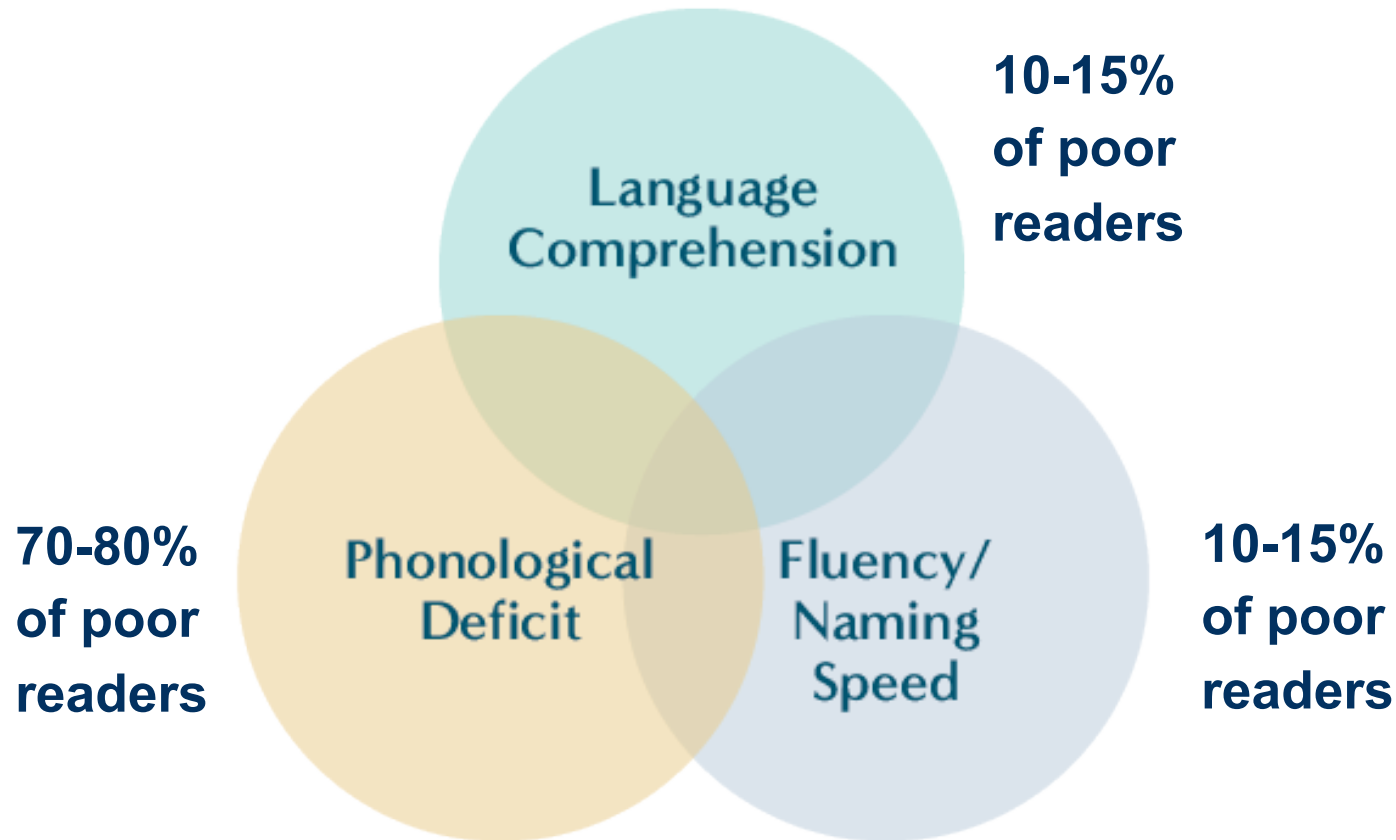 10-15%
of poor
readers
Language
Comprehension
70-80%
of poor
readers
Phonological
Deficit
Fluency/
Naming
Speed
10-15%
of poor
readers